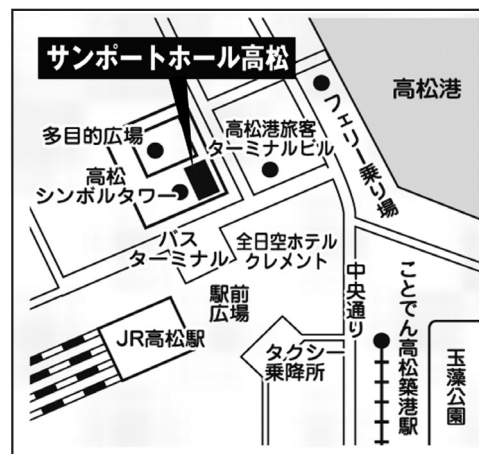 サンポートホール高松
高松港
多目的広場
高松港旅客
ターミナルビル
フェリー乗り場
高松
シンボルタワー
バス
ターミナル
全日空ホテル
クレメント
中央通り
ことでん高松築港駅
駅前
広場
JR高松駅
タクシー
乗降所
玉藻公園